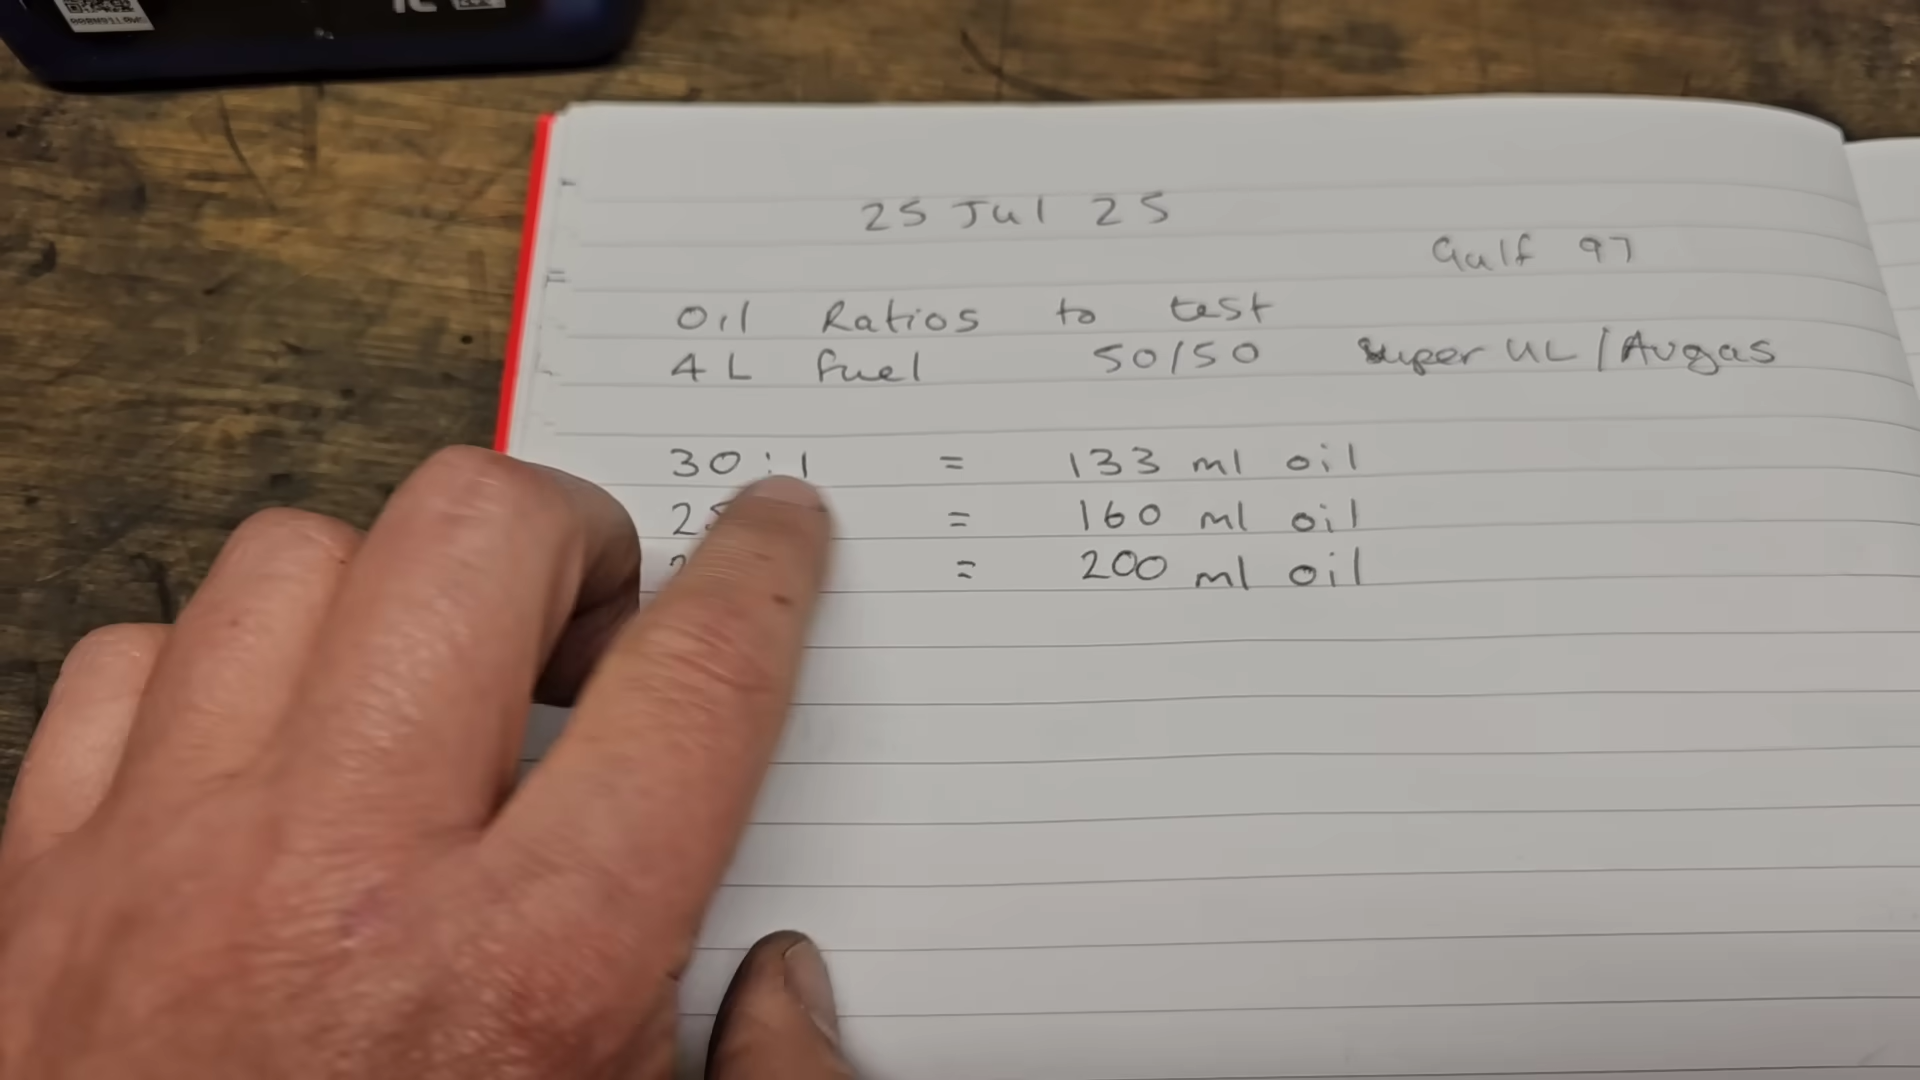 25 Jul 25
Gulf 97
Oil Ratios to test
4L fuel 50/50 Super UL/Avgas
30:1 = 133 ml oil
= 160 ml oil
= 200 ml oil